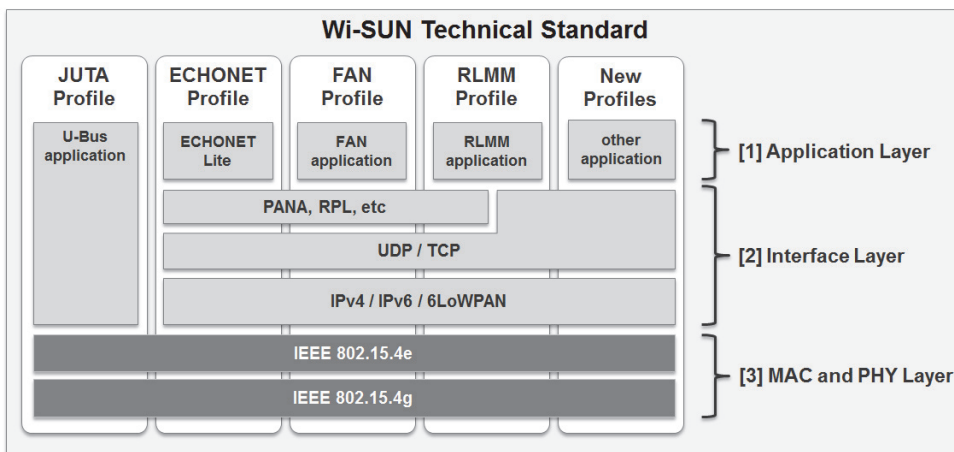 Wi-SUN Technical Standard
JUTA
Profile
ECHONET
Profile
FAN
Profile
RLMM
Profile
New
Profiles
U-Bus
application
ECHONET
Lite
FAN
application
RLMM
application
other
application
[1] Application Layer
PANA, RPL, etc
UDP / TCP
[2] Interface Layer
IPv4 / IPv6 / 6LoWPAN
IEEE 802.15.4e
[3] MAC and PHY Layer
IEEE 802.15.4g